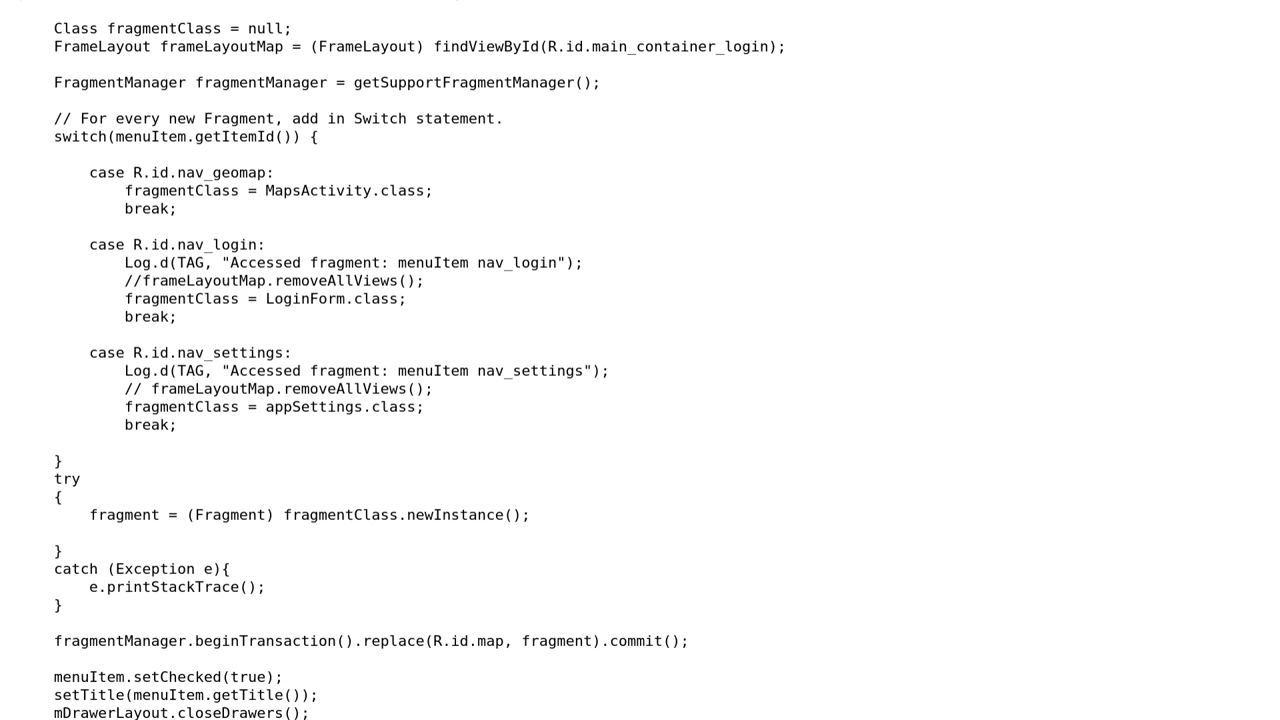 Class fragmentClass = null;
FrameLayout frameLayoutMap = (FrameLayout) findViewById(R.id.main_container_login);
FragmentManager fragmentManager = getSupportFragmentManager();
// For every new Fragment, add in Switch statement.
switch(menuItem.getItemId()) {
case R.id.nav_geomap:
fragmentClass = MapsActivity.class;
break;
case R.id.nav_login:
Log.d(TAG, "Accessed fragment: menuItem nav_login");
//frameLayoutMap.removeAllViews();
fragmentClass = LoginForm.class;
break;
case R.id.nav_settings:
Log.d(TAG, "Accessed fragment: menuItem nav_settings");
// frameLayoutMap.removeAllViews();
fragmentClass = appSettings.class;
break;
}
try
{
fragment = (Fragment) fragmentClass.newInstance();
}
catch (Exception e){
e.printStackTrace();
}
fragmentManager.beginTransaction().replace(R.id.map, fragment).commit();
menuItem.setChecked(true);
setTitle(menuItem.getTitle());
mDrawerLayout.closeDrawers();